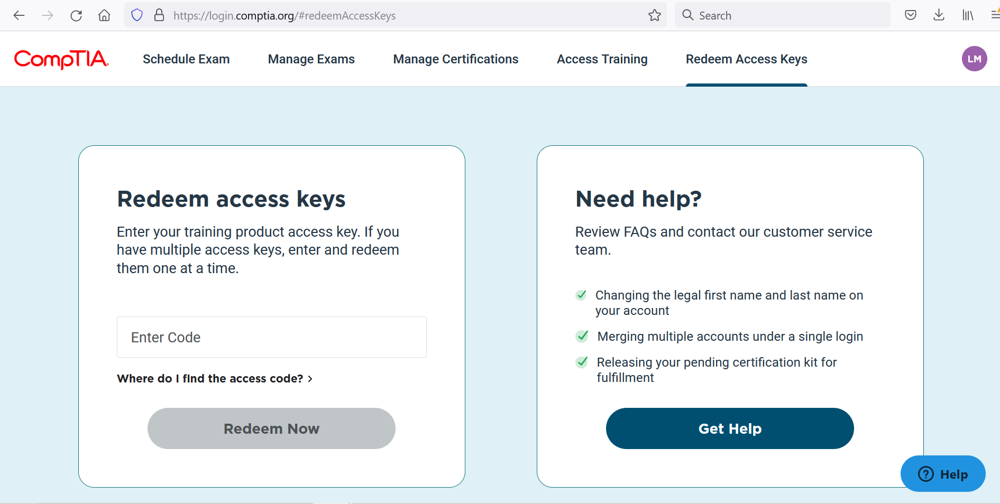 https://login.comptia.org/#redeemAccessKeys
Search
CompTIA.
Schedule Exam
Manage Exams
Manage Certifications
Access Training
Redeem Access Keys
LM
Redeem access keys
Enter your training product access key. If you
have multiple access keys, enter and redeem
them one at a time.
Enter Code
Where do I find the access code? >
Redeem Now
Need help?
Review FAQs and contact our customer service
team.
Changing the legal first name and last name on
your account
Merging multiple accounts under a single login
Releasing your pending certification kit for
fulfillment
Get Help
? Help